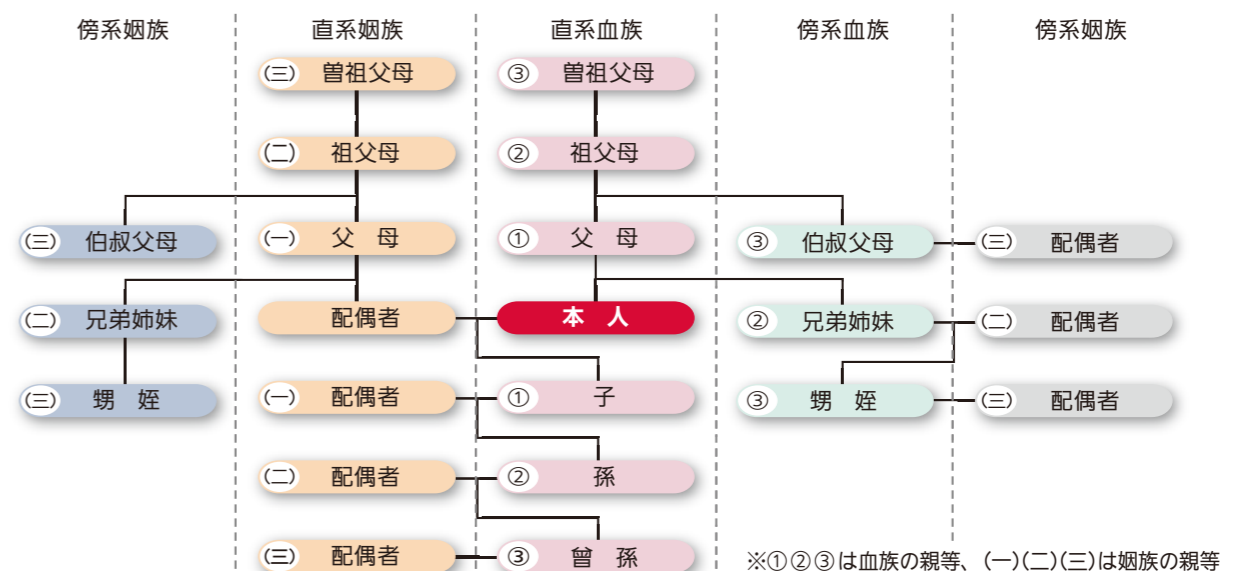 傍系姻族 直系姻族 直系血族 傍系血族 傍系姻族
(三) 曽祖父母 ③ 曽祖父母
(二) 祖父母 ② 祖父母
(三) 伯叔父母 (一) 父 母 ① 父 母 ③ 伯叔父母 (三) 配偶者
(二) 兄弟姉妹 配偶者 本 人 ② 兄弟姉妹 (二) 配偶者
(三) 甥 姪 (一) 配偶者 ① 子 ③ 甥 姪 (三) 配偶者
(二) 配偶者 ② 孫
(三) 配偶者 ③ 曾 孫
※①②③は血族の親等、(一)(二)(三)は姻族の親等